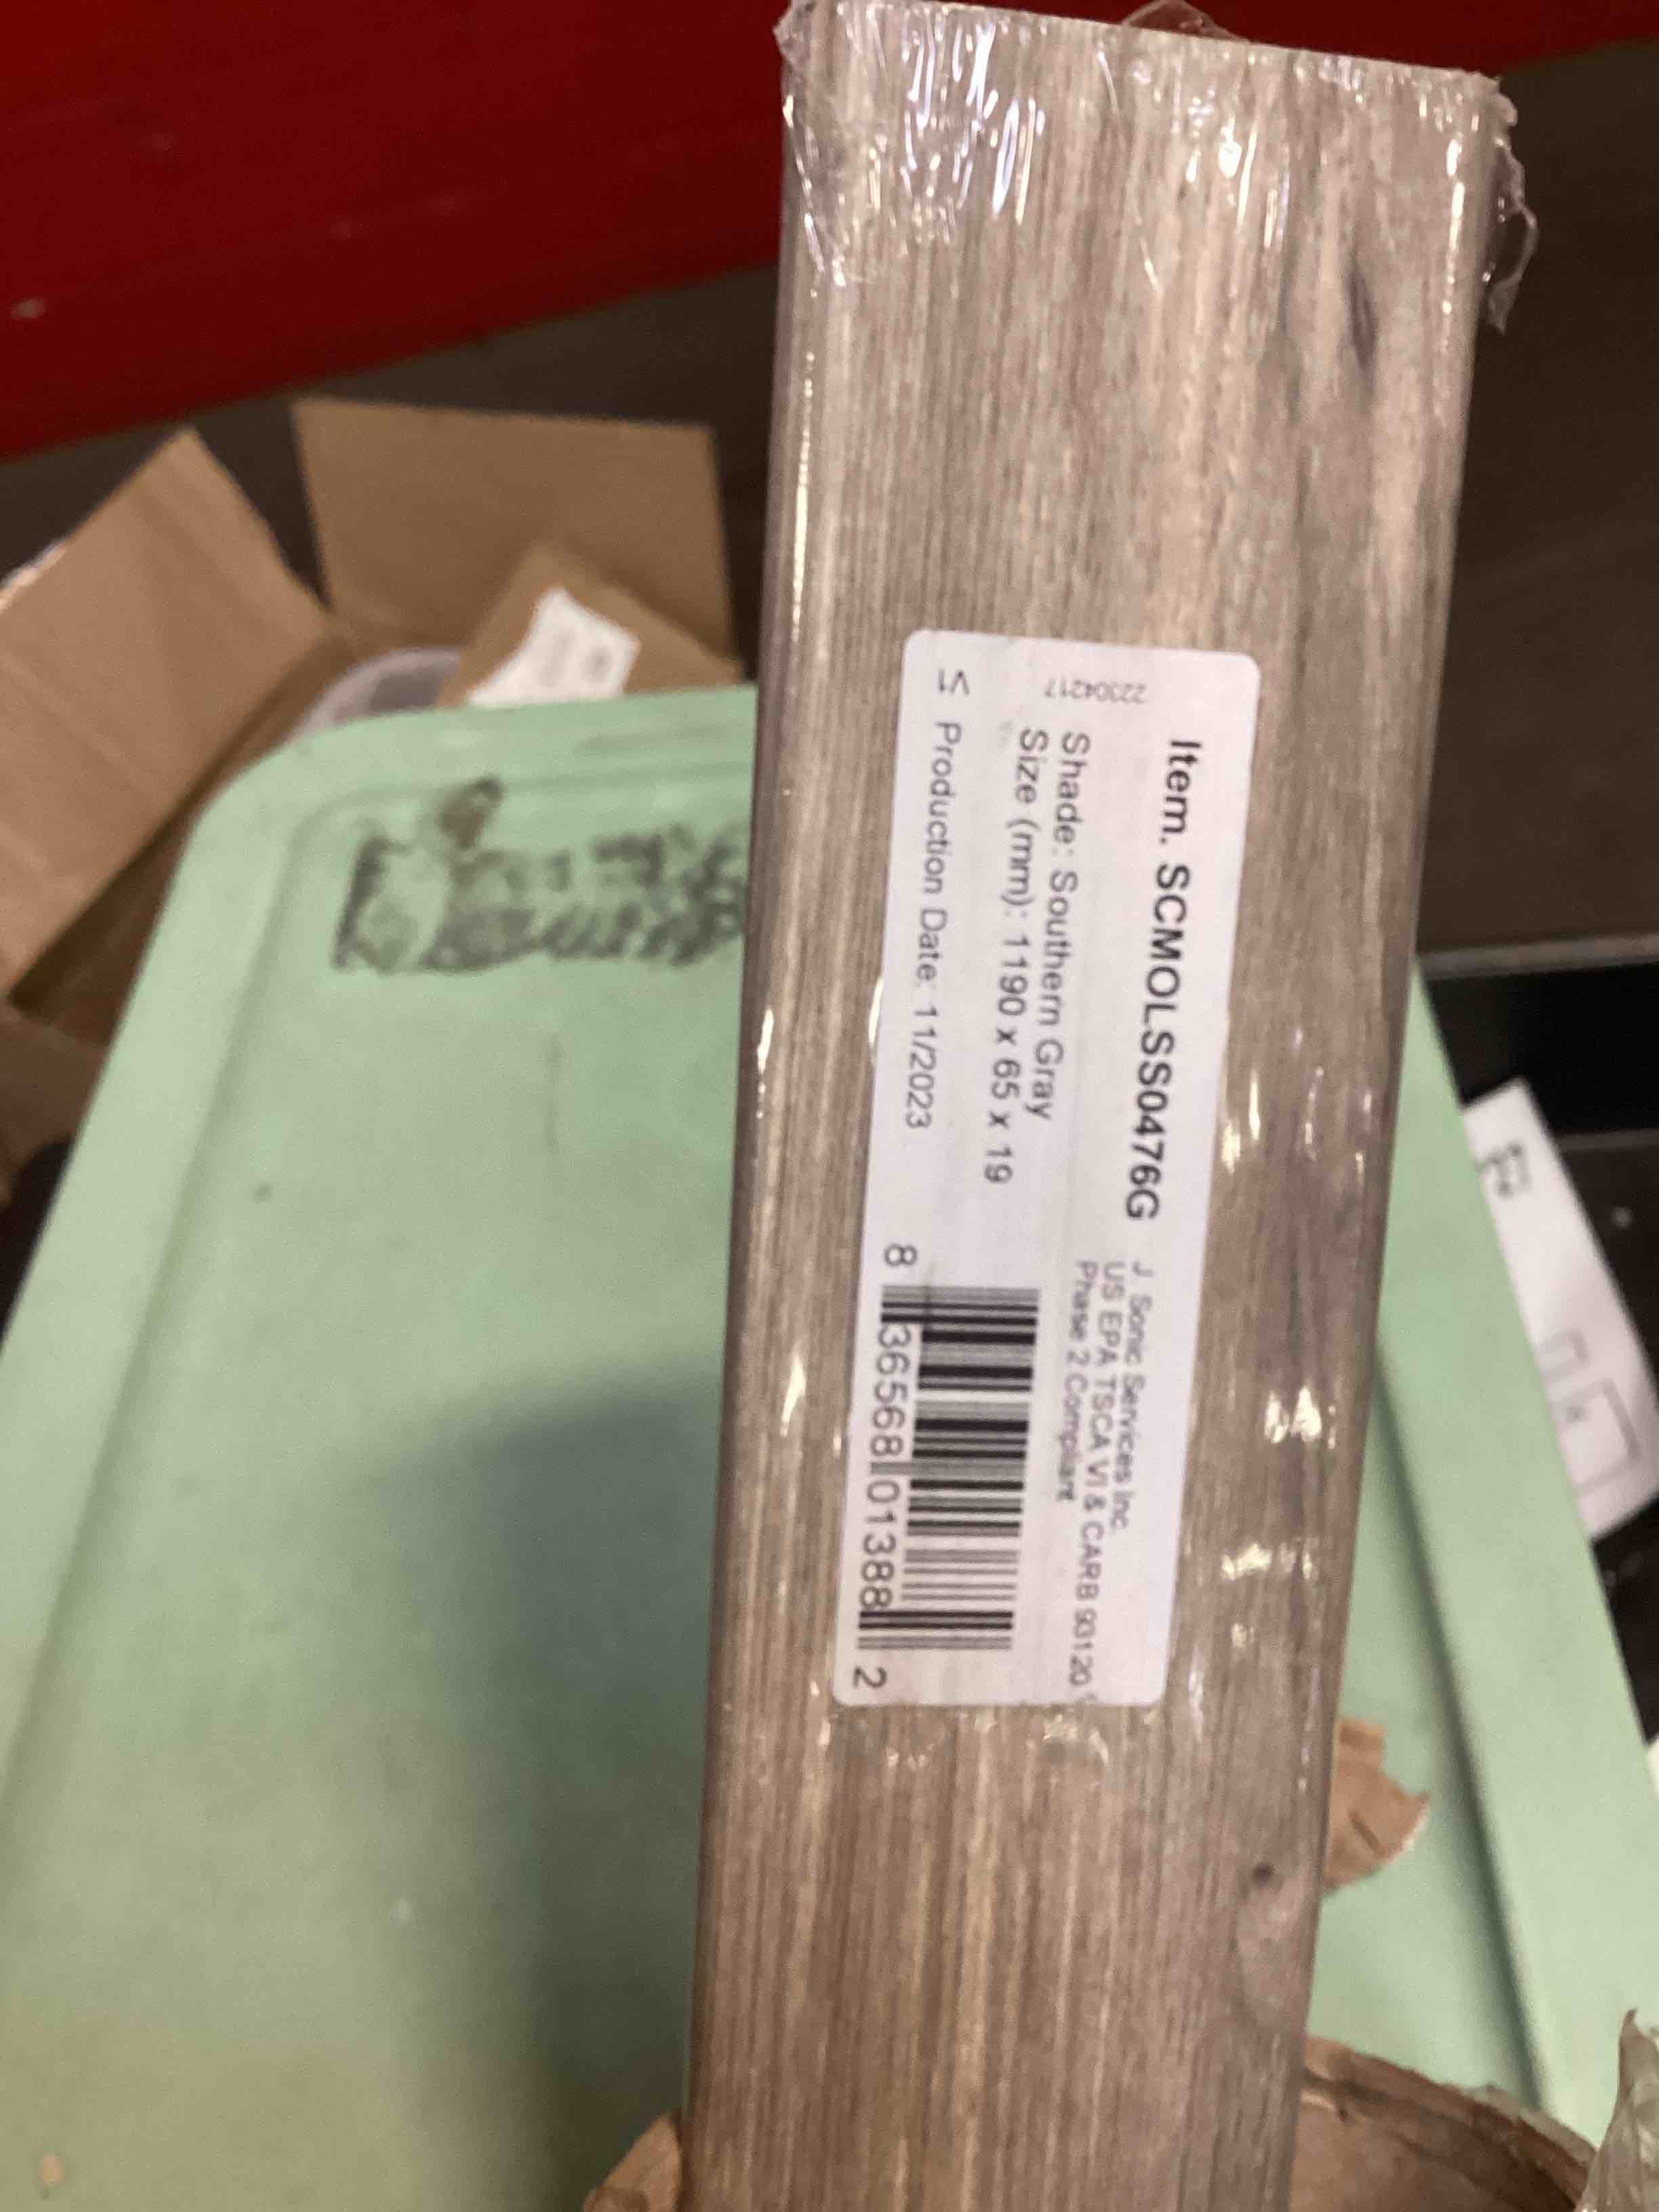 Item. SCMOLSS0476G
J Sonic Services Inc.
US EPA TSCA VI & CARB 93120
Phase 2 Compliant
22304217
Shade: Southern Gray
Size (mm): 1190 x 65 x 19
Production Date: 11/2023
8 36568 01388 2